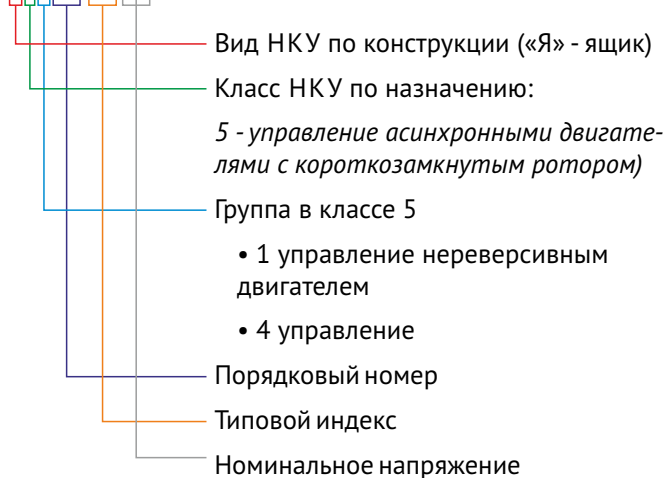 Вид НКУ по конструкции («Я» - ящик)
Класс НКУ по назначению:
5 - управление асинхронными двигате-
лями с короткозамкнутым ротором)
Группа в классе 5
• 1 управление нереверсивным
двигателем
• 4 управление
Порядковый номер
Типовой индекс
Номинальное напряжение